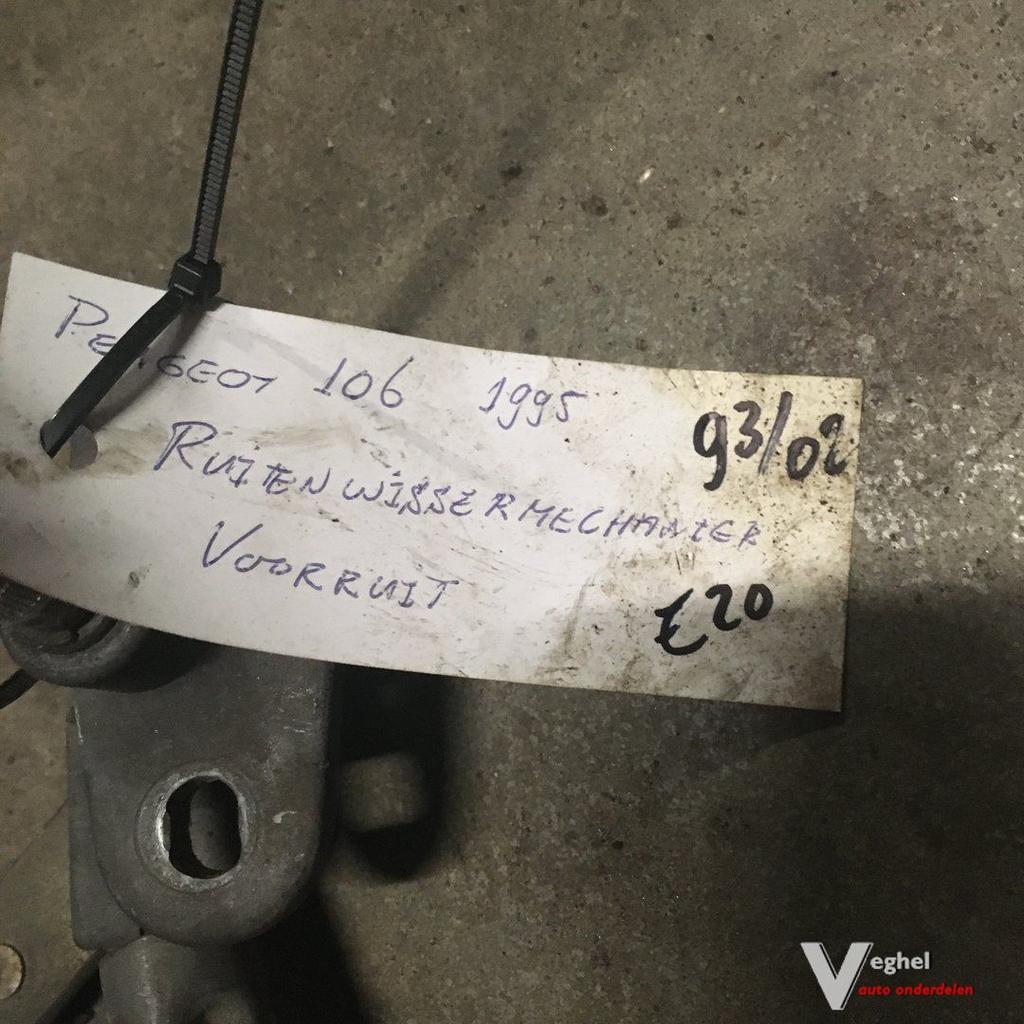 PEUGEOT 106 1995
93/02
RUITENWISSERMECHANIEK
VOORRUIT
€20
Veghel
auto onderdelen